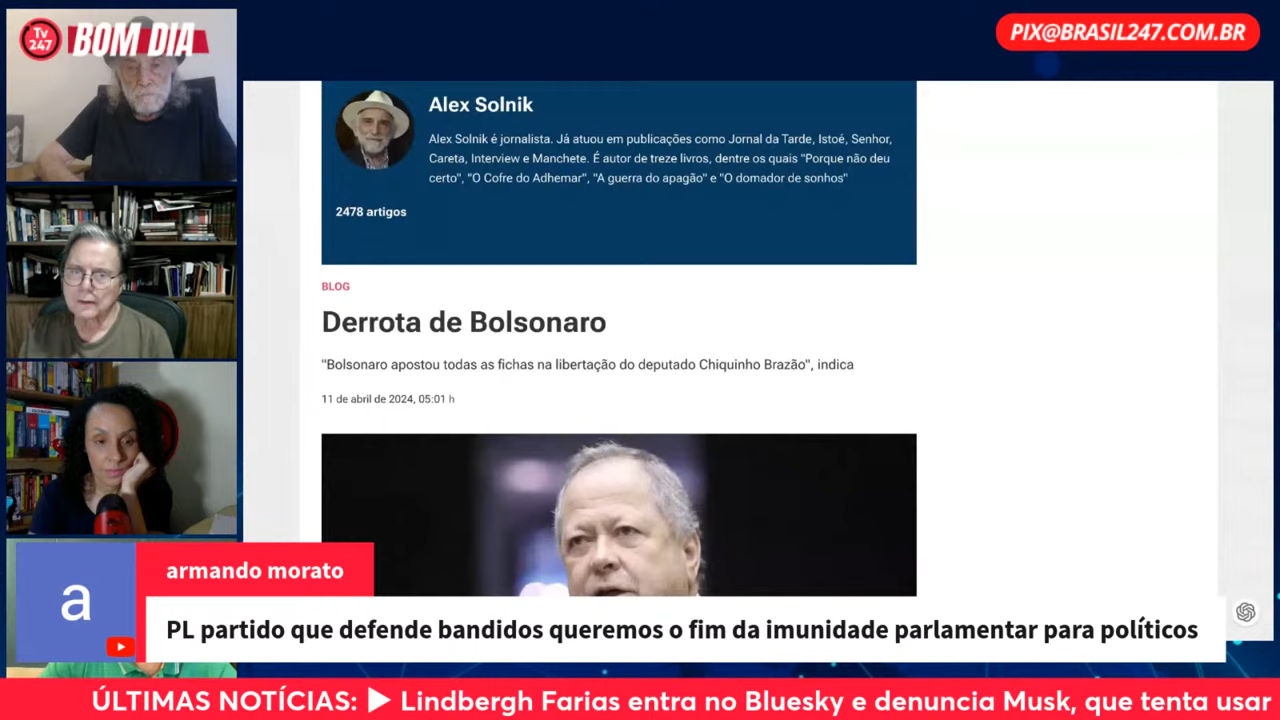 Tv 247
BOM DIA
PIX@BRASIL247.COM.BR
Alex Solnik
Alex Solnik é jornalista. Já atuou em publicações como Jornal da Tarde, Istoé, Senhor,
Careta, Interview e Manchete. É autor de treze livros, dentre os quais "Porque não deu
certo", "O Cofre do Adhemar", "A guerra do apagão" e "O domador de sonhos"
2478 artigos
BLOG
Derrota de Bolsonaro
"Bolsonaro apostou todas as fichas na libertação do deputado Chiquinho Brazão", indica
11 de abril de 2024, 05:01 h
a
armando morato
PL partido que defende bandidos queremos o fim da imunidade parlamentar para políticos
ÚLTIMAS NOTÍCIAS: ▶ Lindbergh Farias entra no Bluesky e denuncia Musk, que tenta usar